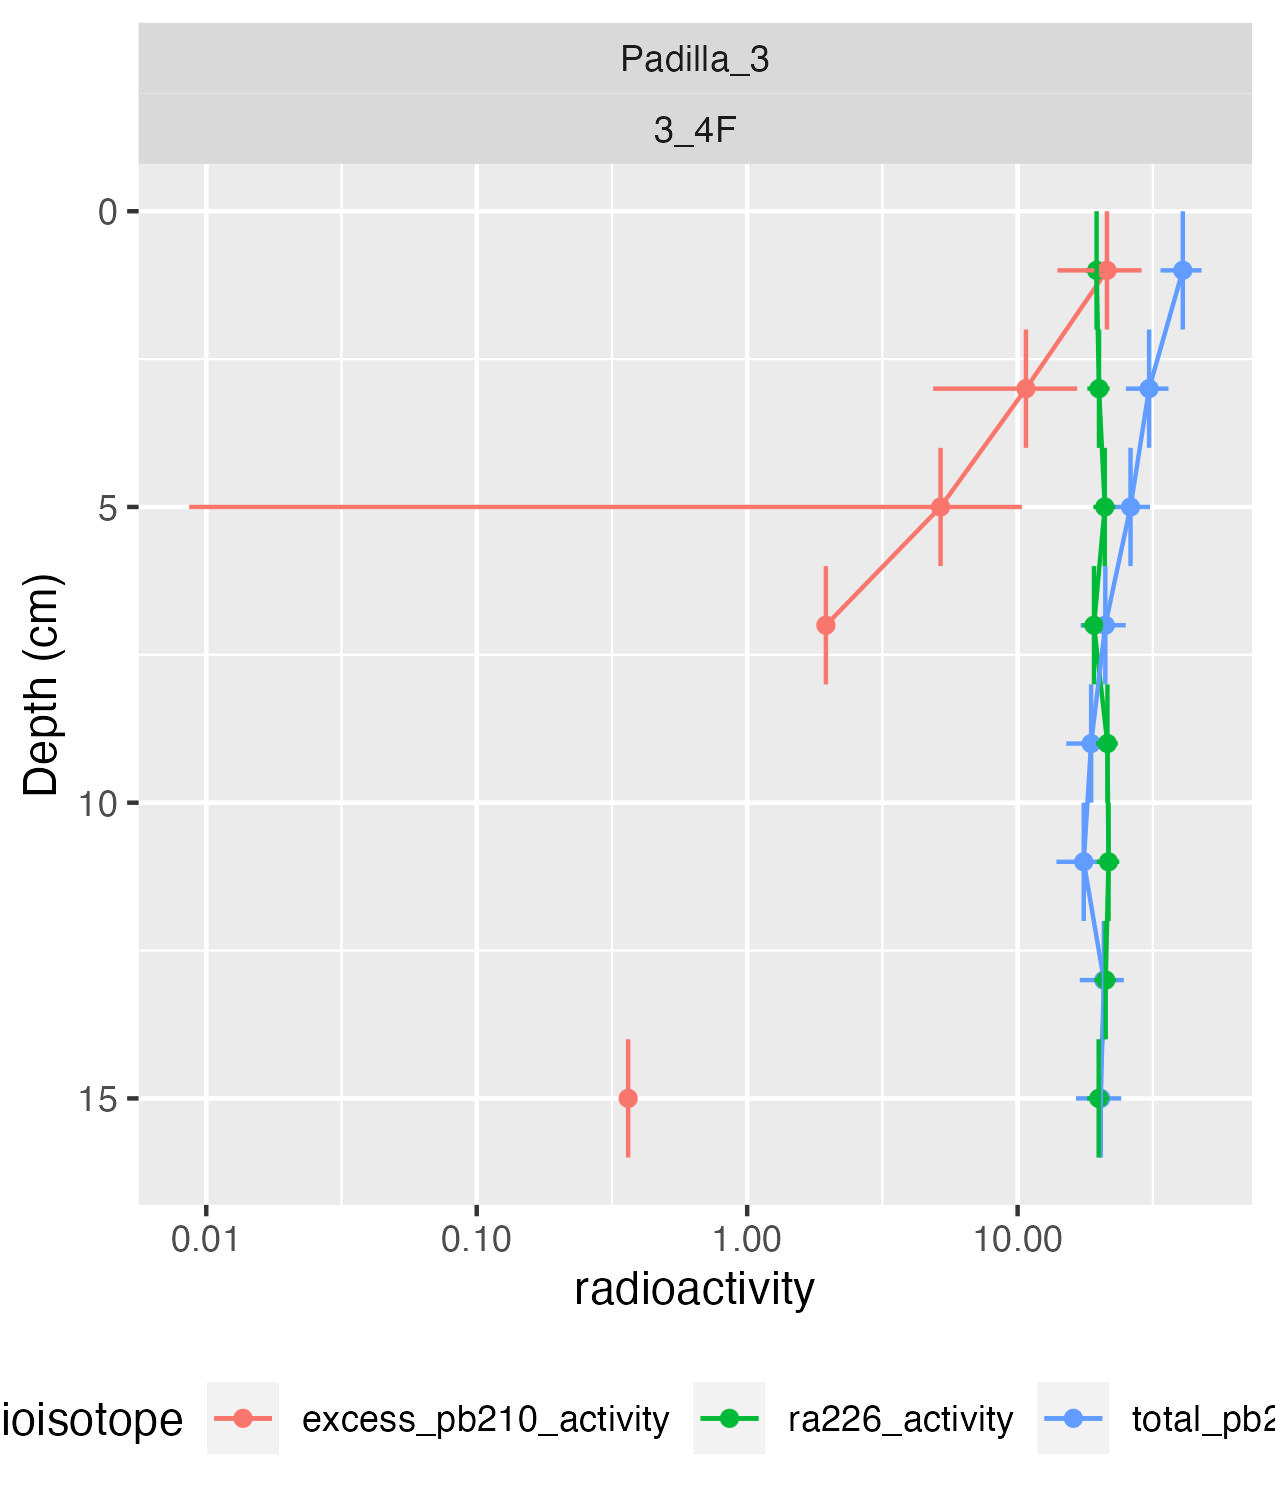 Padilla_3
3_4F
0
5
10
15
Depth (cm)
0.01 0.10 1.00 10.00
radioactivity
ioisotope excess_pb210_activity ra226_activity total_pb2